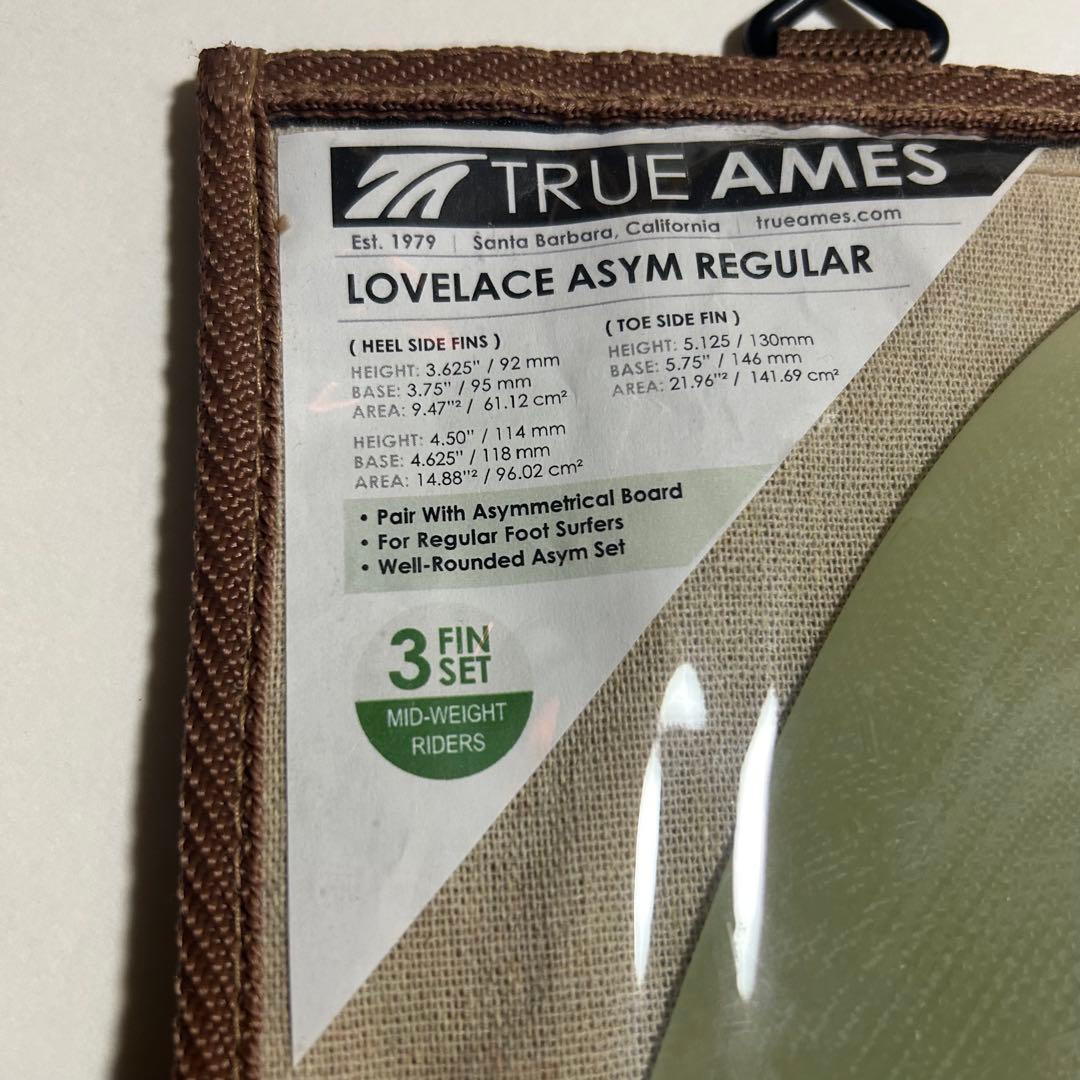 TRUE AMES
Est. 1979 | Santa Barbara, California | trueames.com
LOVELACE ASYM REGULAR
( HEEL SIDE FINS )
HEIGHT: 3.625" / 92 mm
BASE: 3.75" / 95 mm
AREA: 9.47"² / 61.12 cm²
HEIGHT: 4.50" / 114 mm
BASE: 4.625" / 118 mm
AREA: 14.88"² / 96.02 cm²
( TOE SIDE FIN )
HEIGHT: 5.125 / 130mm
BASE: 5.75" / 146 mm
AREA: 21.96"² / 141.69 cm²
• Pair With Asymmetrical Board
• For Regular Foot Surfers
• Well-Rounded Asym Set
3 FIN
SET
MID-WEIGHT
RIDERS